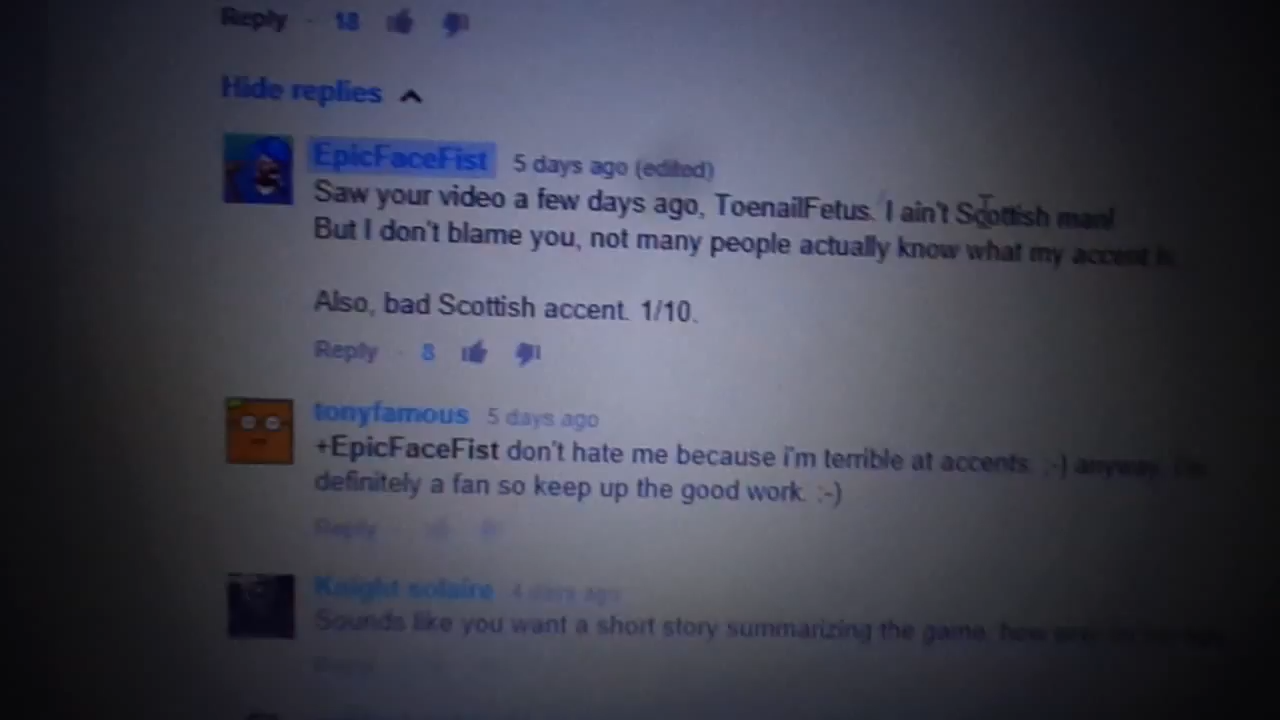 Reply · 18
Hide replies
EpicFaceFist 5 days ago (edited)
Saw your video a few days ago, ToenailFetus. I ain't Scottish man!
But I don't blame you, not many people actually know what my accent is
Also, bad Scottish accent. 1/10.
Reply · 8
tonyfamous 5 days ago
+EpicFaceFist don't hate me because i'm terrible at accents. :-) anyway, i'm
definitely a fan so keep up the good work. :-)
Reply
Knight solaire 4 days ago
Sounds like you want a short story summarizing the game, how
Reply